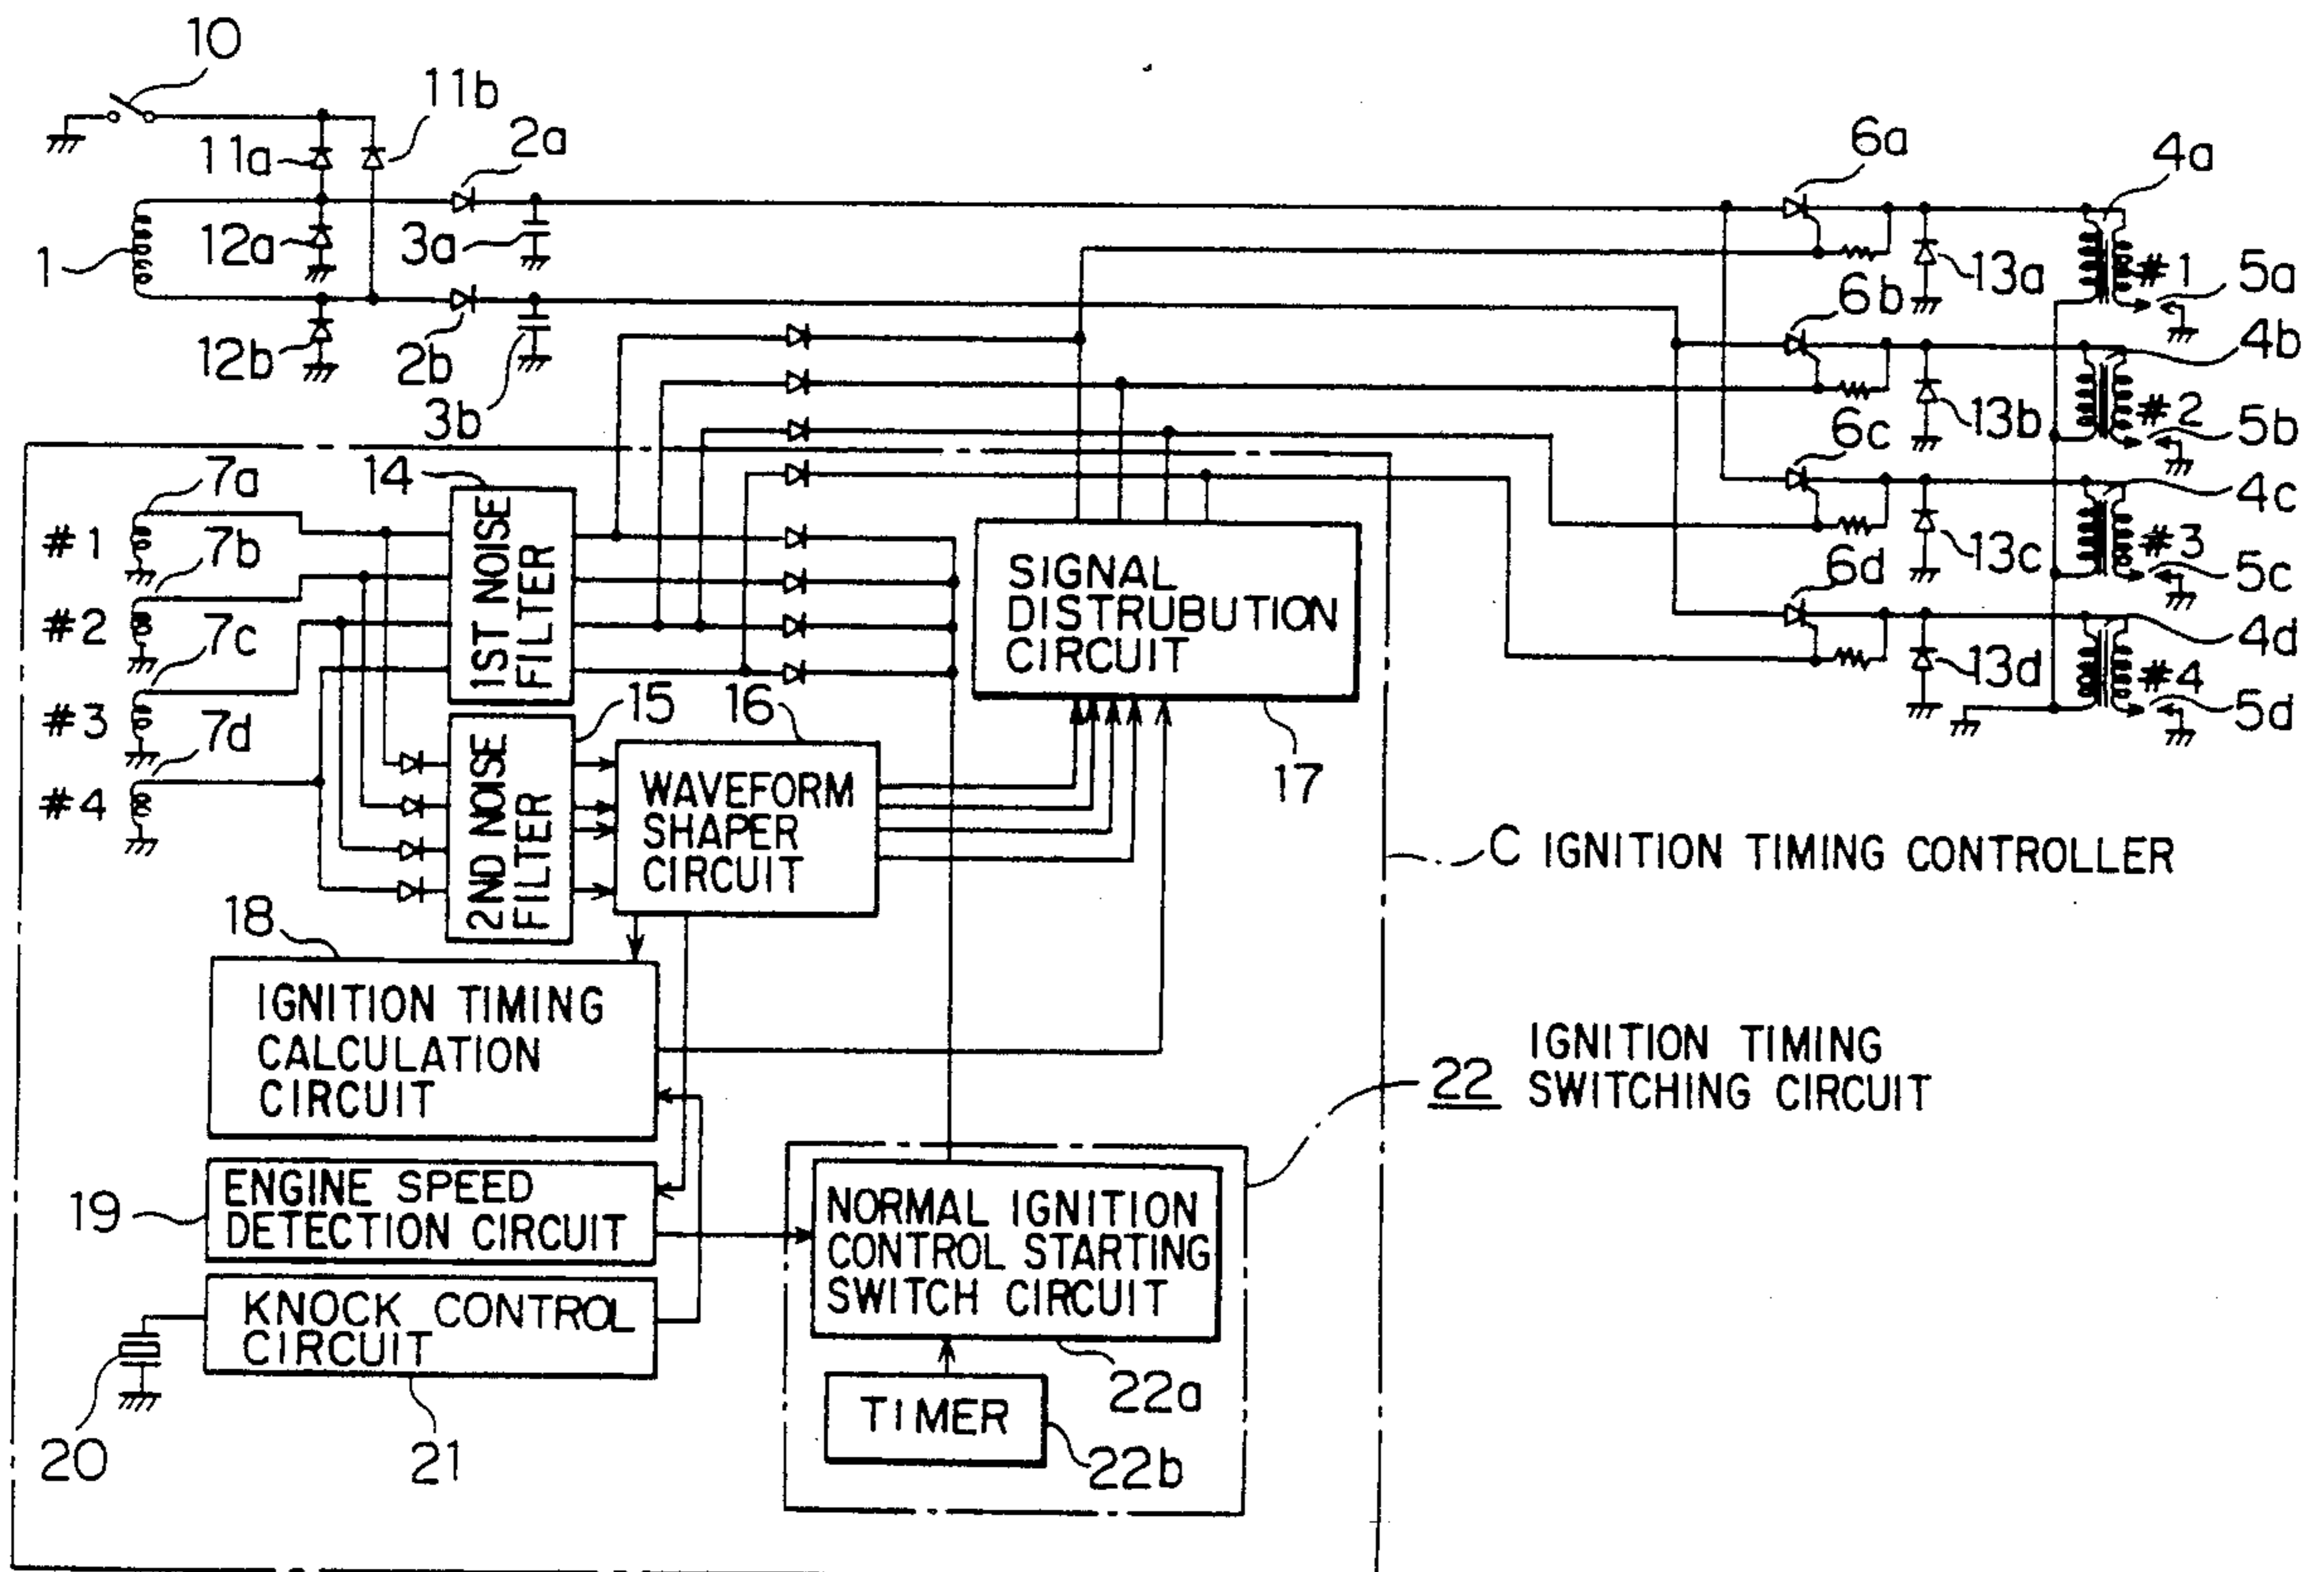 10
11b
2a
6a
4a
11a
12a
3a
1
13a
#1
5a
6b
12b
2b
3b
4b
13b
#2
5b
6c
7a
14
4c
#1
7b
1ST NOISE
FILTER
SIGNAL
DISTRUBUTION
CIRCUIT
13c
#3
5c
6d
#2
7c
4d
#3
7d
15
16
13d
#4
5d
17
#4
2ND NOISE
FILTER
WAVEFORM
SHAPER
CIRCUIT
C IGNITION TIMING CONTROLLER
18
IGNITION TIMING
CALCULATION
CIRCUIT
22 IGNITION TIMING
SWITCHING CIRCUIT
19
ENGINE SPEED
DETECTION CIRCUIT
NORMAL IGNITION
CONTROL STARTING
SWITCH CIRCUIT
KNOCK CONTROL
CIRCUIT
20
21
22a
TIMER
22b